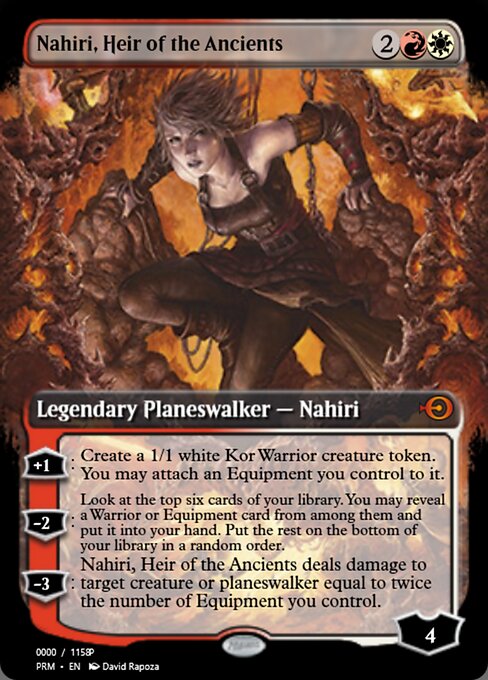 Nahiri, Heir of the Ancients 2
Legendary Planeswalker — Nahiri
+1 : Create a 1/1 white Kor Warrior creature token.
You may attach an Equipment you control to it.
Look at the top six cards of your library. You may reveal
-2 : a Warrior or Equipment card from among them and
put it into your hand. Put the rest on the bottom of
your library in a random order.
Nahiri, Heir of the Ancients deals damage to
-3 : target creature or planeswalker equal to twice
the number of Equipment you control.
4
0000 / 1158P
PRM • EN David Rapoza